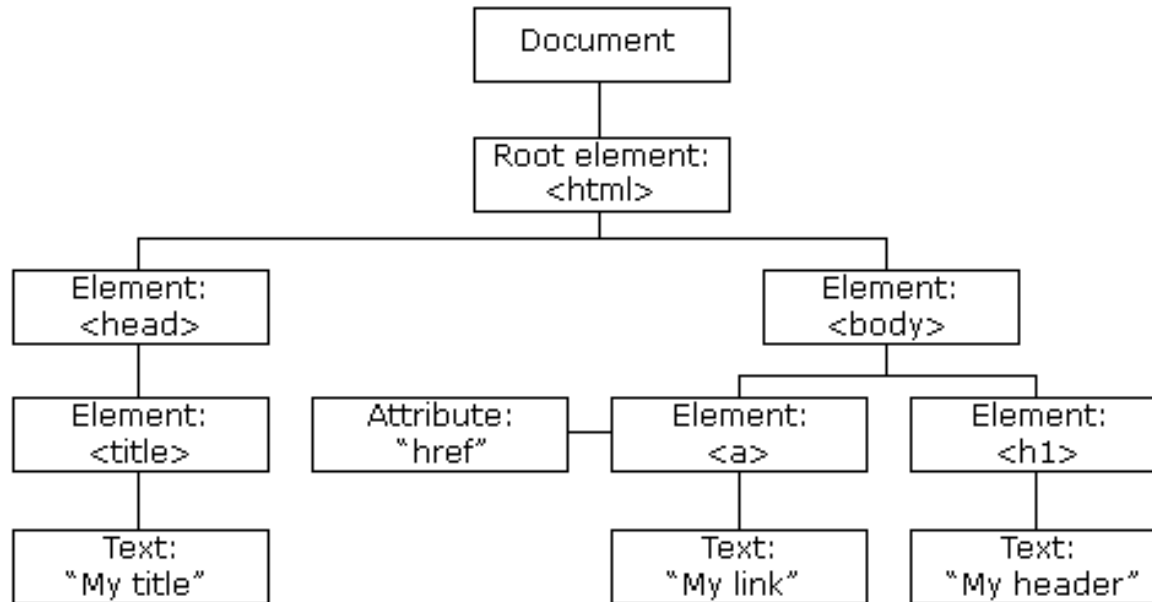 Document
Root element:
<html>
Element:
<head>
Element:
<body>
Element:
<title>
Attribute:
“href”
Element:
<a>
Element:
<h1>
Text:
“My title”
Text:
“My link”
Text:
“My header”